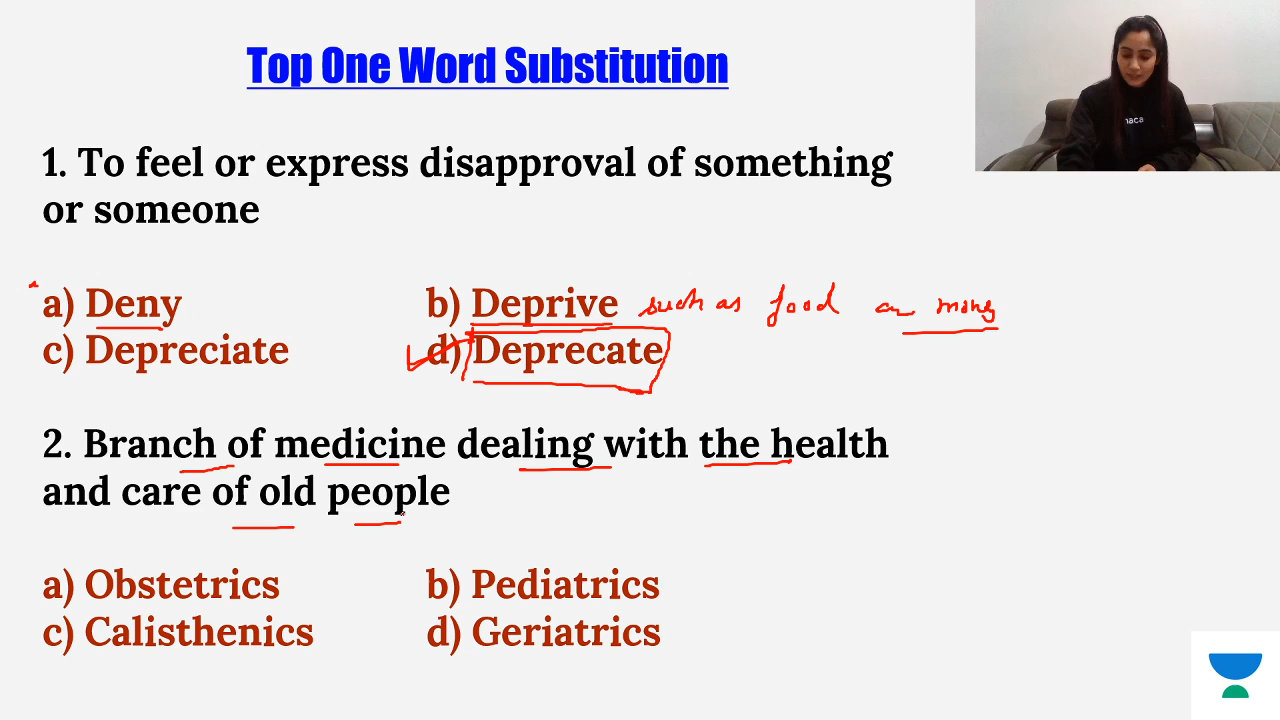 Top One Word Substitution
1. To feel or express disapproval of something
or someone
a) Deny
b) Deprive such as food or money
c) Depreciate
d) Deprecate
2. Branch of medicine dealing with the health
and care of old people
a) Obstetrics
b) Pediatrics
c) Calisthenics
d) Geriatrics